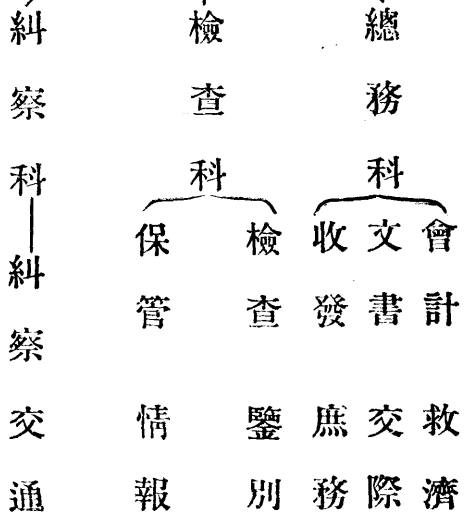 總務科
會計 救濟
文書 交際
收發 庶務
檢查科
檢查 鑒別
保管 情報
糾察科
糾察 交通